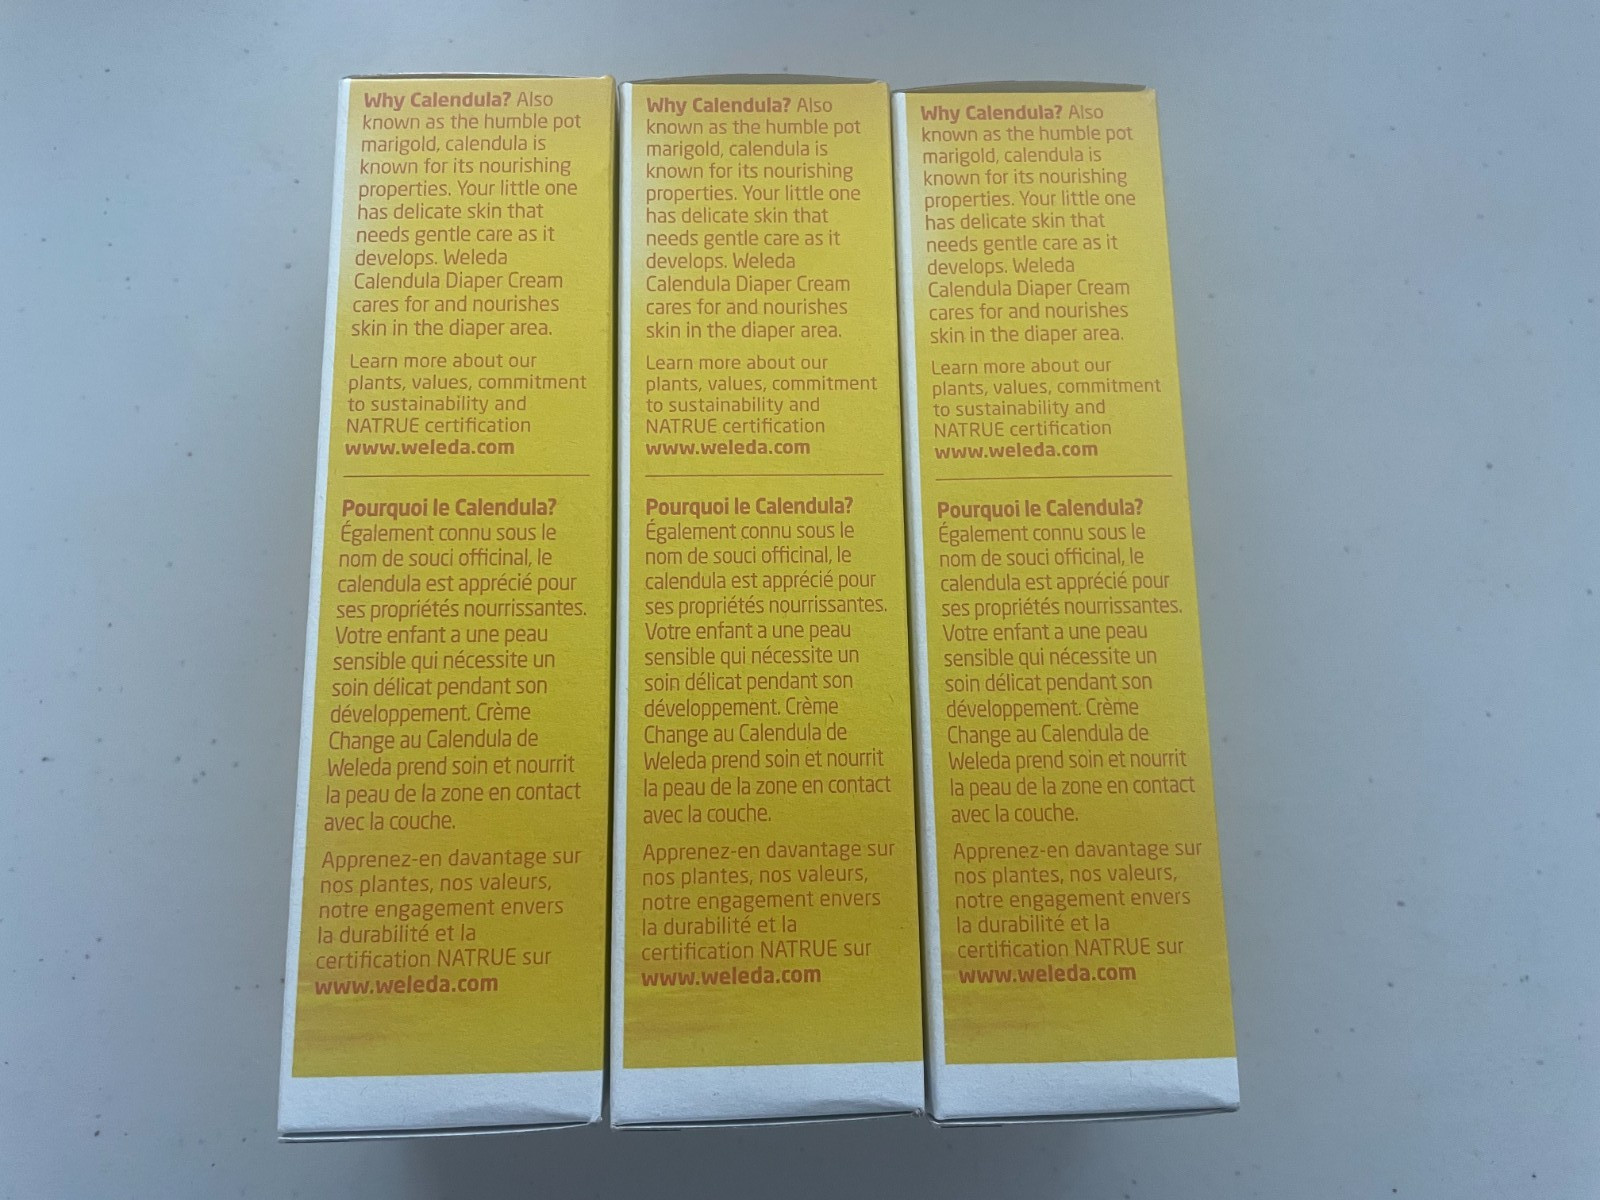 Why Calendula? Also
known as the humble pot
marigold, calendula is
known for its nourishing
properties. Your little one
has delicate skin that
needs gentle care as it
develops. Weleda
Calendula Diaper Cream
cares for and nourishes
skin in the diaper area.
Learn more about our
plants, values, commitment
to sustainability and
NATRUE certification
www.weleda.com
Pourquoi le Calendula?
Également connu sous le
nom de souci officinal, le
calendula est apprécié pour
ses propriétés nourrissantes.
Votre enfant a une peau
sensible qui nécessite un
soin délicat pendant son
développement. Crème
Change au Calendula de
Weleda prend soin et nourrit
la peau de la zone en contact
avec la couche.
Apprenez-en davantage sur
nos plantes, nos valeurs,
notre engagement envers
la durabilité et la
certification NATRUE sur
www.weleda.com
Why Calendula? Also
known as the humble pot
marigold, calendula is
known for its nourishing
properties. Your little one
has delicate skin that
needs gentle care as it
develops. Weleda
Calendula Diaper Cream
cares for and nourishes
skin in the diaper area.
Learn more about our
plants, values, commitment
to sustainability and
NATRUE certification
www.weleda.com
Pourquoi le Calendula?
Également connu sous le
nom de souci officinal, le
calendula est apprécié pour
ses propriétés nourrissantes.
Votre enfant a une peau
sensible qui nécessite un
soin délicat pendant son
développement. Crème
Change au Calendula de
Weleda prend soin et nourrit
la peau de la zone en contact
avec la couche.
Apprenez-en davantage sur
nos plantes, nos valeurs,
notre engagement envers
la durabilité et la
certification NATRUE sur
www.weleda.com
Why Calendula? Also
known as the humble pot
marigold, calendula is
known for its nourishing
properties. Your little one
has delicate skin that
needs gentle care as it
develops. Weleda
Calendula Diaper Cream
cares for and nourishes
skin in the diaper area.
Learn more about our
plants, values, commitment
to sustainability and
NATRUE certification
www.weleda.com
Pourquoi le Calendula?
Également connu sous le
nom de souci officinal, le
calendula est apprécié pour
ses propriétés nourrissantes.
Votre enfant a une peau
sensible qui nécessite un
soin délicat pendant son
développement. Crème
Change au Calendula de
Weleda prend soin et nourrit
la peau de la zone en contact
avec la couche.
Apprenez-en davantage sur
nos plantes, nos valeurs,
notre engagement envers
la durabilité et la
certification NATRUE sur
www.weleda.com